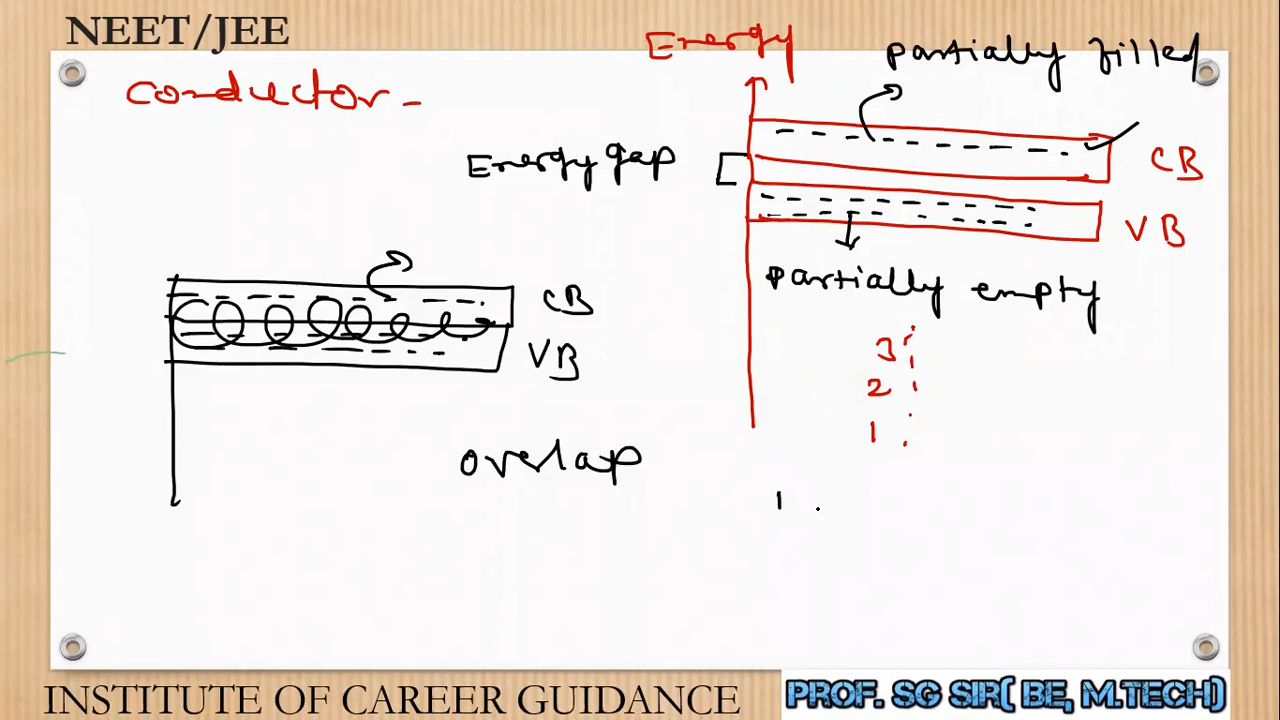 NEET/JEE
conductor -
Energy
partially filled
Energy gap
CB
VB
partially empty
CB
VB
3
2
1
overlap
1 .
INSTITUTE OF CAREER GUIDANCE
PROF. SG SIR( BE, M.TECH)